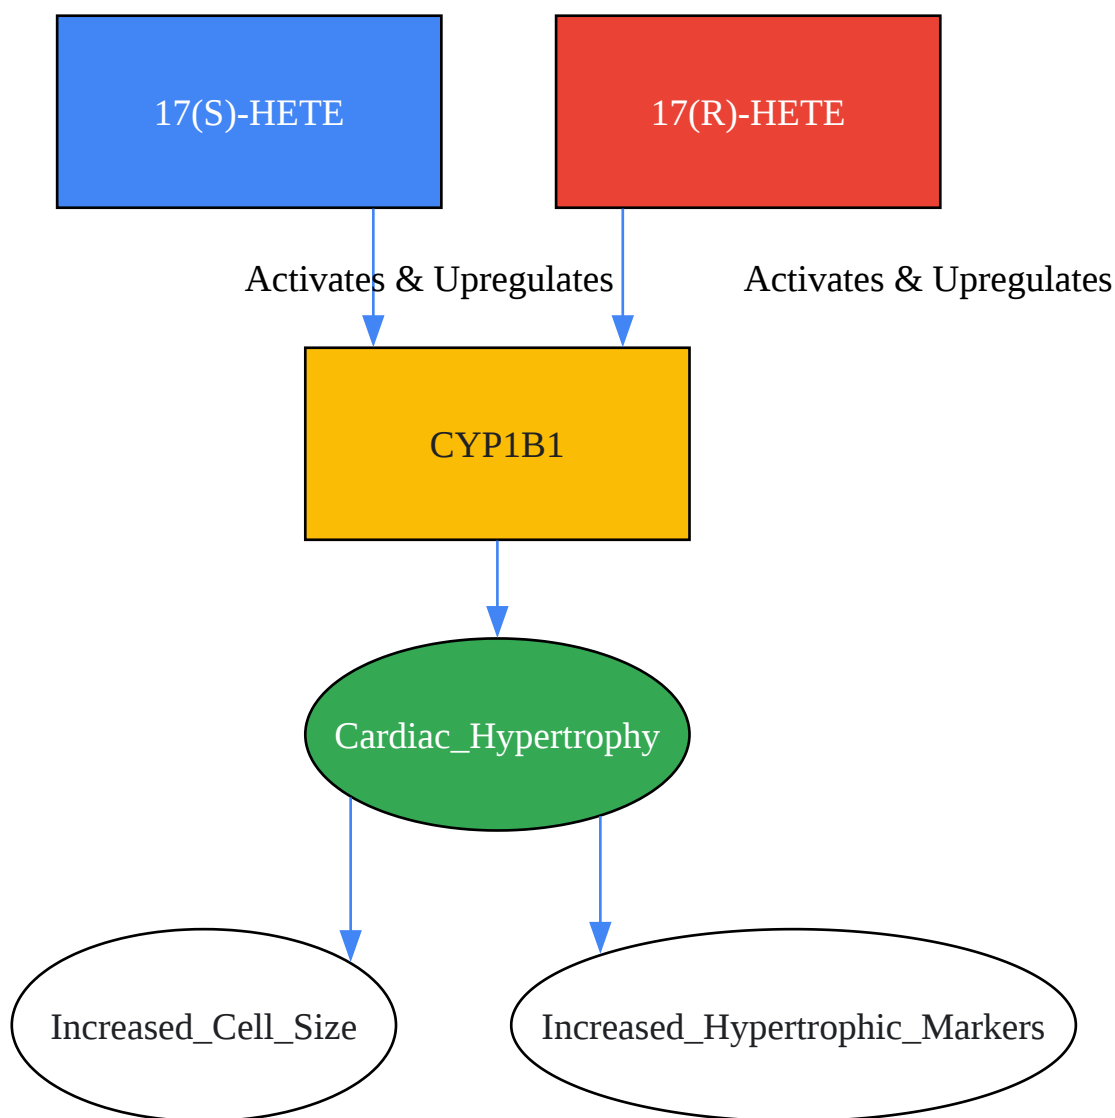 17(S)-HETE
17(R)-HETE
Activates & Upregulates
Activates & Upregulates
CYP1B1
Cardiac_Hypertrophy
Increased_Cell_Size
Increased_Hypertrophic_Markers